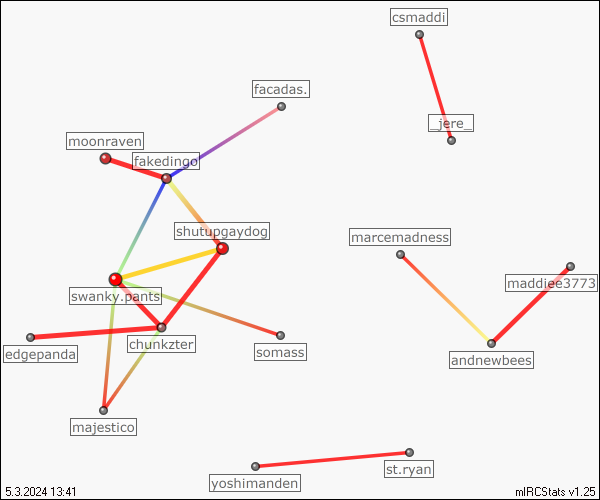 csmaddi
facadas.
_jere_
moonraven
fakedingo
shutupgaydog
marcemadness
maddiee3773
swanky.pants
chunkzter
edgepanda
somass
andnewbees
majestico
st.ryan
yoshimanden
5.3.2024 13:41
mIRCStats v1.25